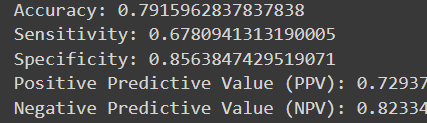 Accuracy: 0.7915962837837838
Sensitivity: 0.6780941313190005
Specificity: 0.8563847429519071
Positive Predictive Value (PPV): 0.72937
Negative Predictive Value (NPV): 0.82334